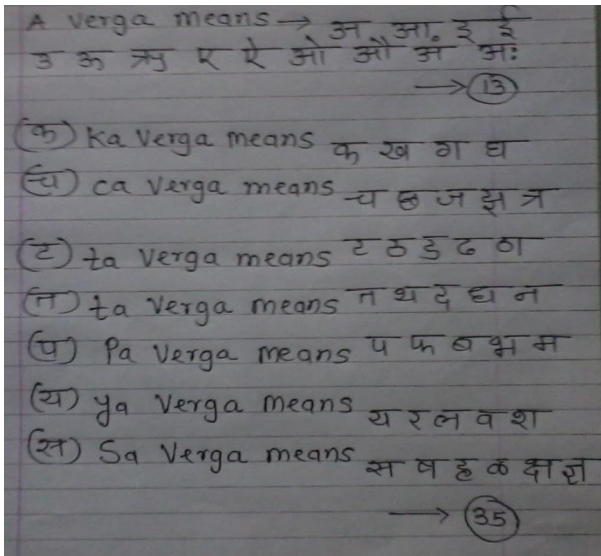 A verga means → अ आ इ ई
उ ऊ ऋ ए ऐ ओ औ अं अः
→ 13
(क) Ka verga means क ख ग घ
(च) ca verga means च छ ज झ त्र
(ट) ta verga means ट ठ ड ढ ठा
(त) ta verga means त थ द ध न
(प) Pa verga means प फ ब भ म
(य) ya verga means य र ल व श
(स) Sa verga means स ष ह ळ क्ष ज्ञ
→ 35